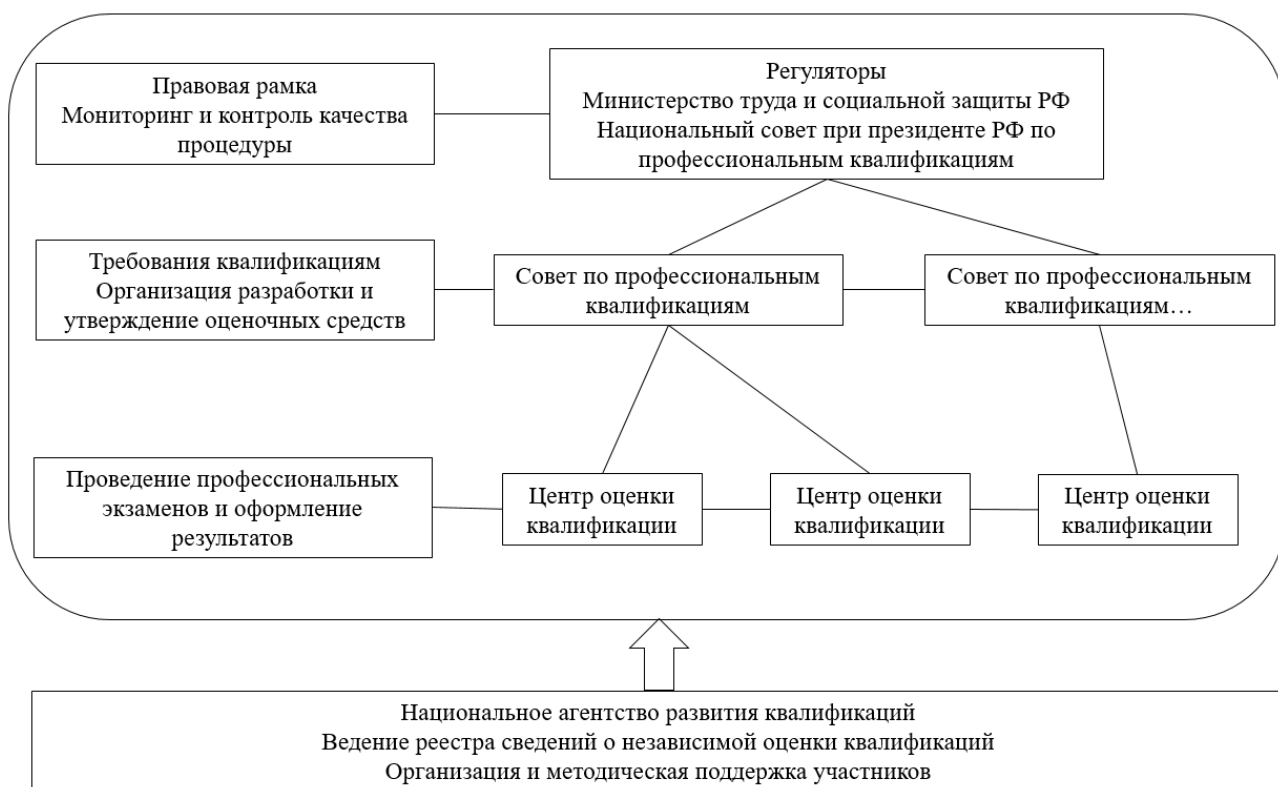 Правовая рамка
Мониторинг и контроль качества
процедуры
Регуляторы
Министерство труда и социальной защиты РФ
Национальный совет при президенте РФ по
профессиональным квалификациям
Требования квалификациям
Организация разработки и
утверждение оценочных средств
Совет по профессиональным
квалификациям
Совет по профессиональным
квалификациям…
Проведение профессиональных
экзаменов и оформление
результатов
Центр оценки
квалификации
Центр оценки
квалификации
Центр оценки
квалификации
Национальное агентство развития квалификаций
Ведение реестра сведений о независимой оценки квалификаций
Организация и методическая поддержка участников